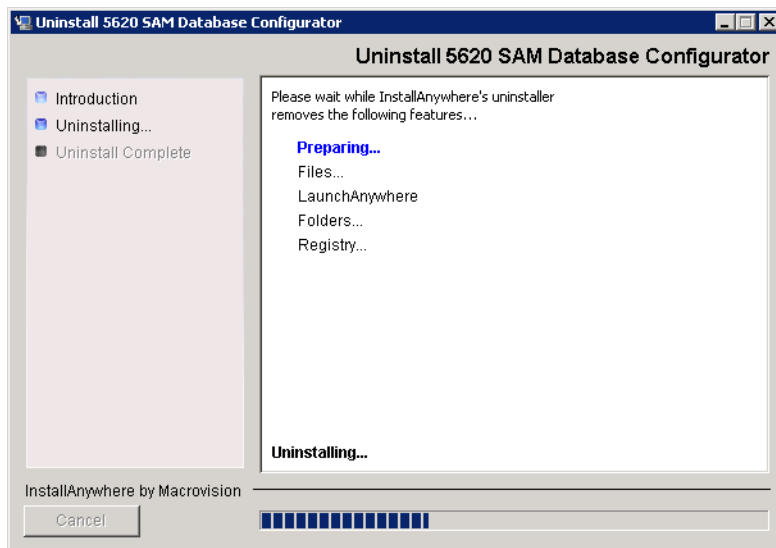 Uninstall 5620 SAM Database Configurator
Uninstall 5620 SAM Database Configurator
Introduction
Uninstalling...
Uninstall Complete
Please wait while InstallAnywhere's uninstaller
removes the following features...
Preparing...
Files...
LaunchAnywhere
Folders...
Registry...
Uninstalling...
InstallAnywhere by Macrovision
Cancel